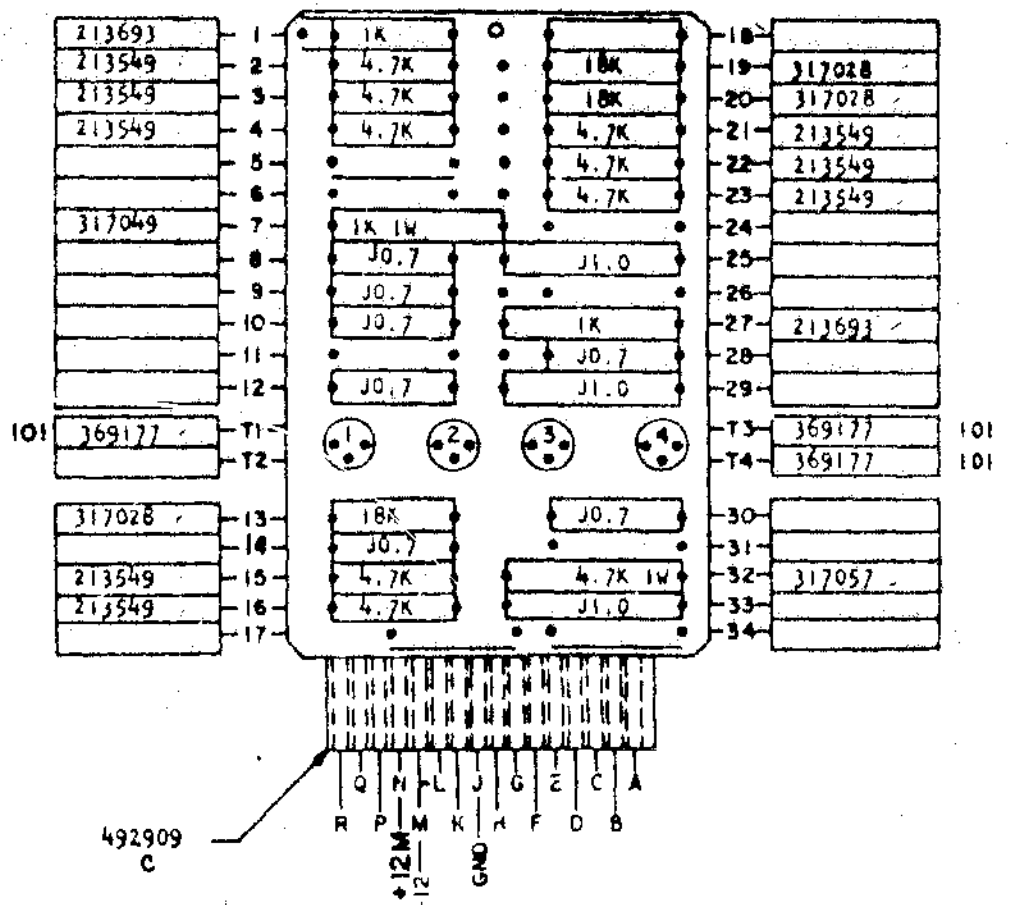 213693 1 1K 18
213549 2 4.7K 18K 19 317028
213549 3 4.7K 18K 20 317028
213549 4 4.7K 4.7K 21 213549
5 4.7K 22 213549
6 4.7K 23 213549
317049 7 1K 1W 24
8 J0.7 J1.0 25
9 J0.7 26
10 J0.7 1K 27 213693
11 J0.7 28
12 J0.7 J1.0 29
101 369177 T1 1 2 3 4 T3 369177 101
T2 T4 369177 101
317028 13 18K J0.7 30
14 J0.7 31
213549 15 4.7K 4.7K 1W 32 317057
213549 16 4.7K J1.0 33
17 34
Q N L J G E C A
R P M K H F D B
+12M -12 GND
492909
C